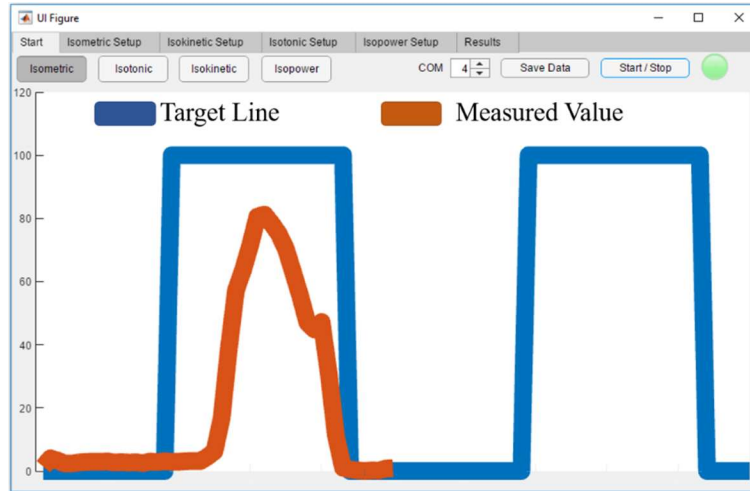 UI Figure
Start Isometric Setup Isokinetic Setup Isotonic Setup Isopower Setup Results
Isometric Isotonic Isokinetic Isopower COM 4 Save Data Start / Stop
120
Target Line Measured Value
100
80
60
40
20
0